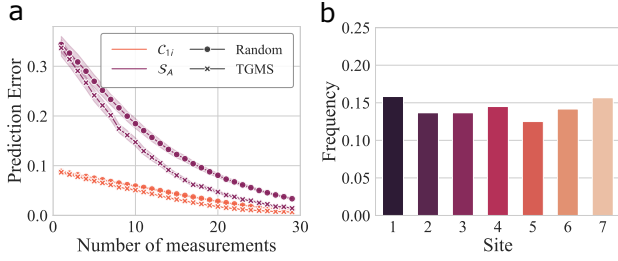 a
0.3
0.2
0.1
0.0
Prediction Error
C1i
SA
Random
TGMS
0 10 20 30
Number of measurements
b
0.25
0.20
0.15
0.10
0.05
0.00
Frequency
1 2 3 4 5 6 7
Site